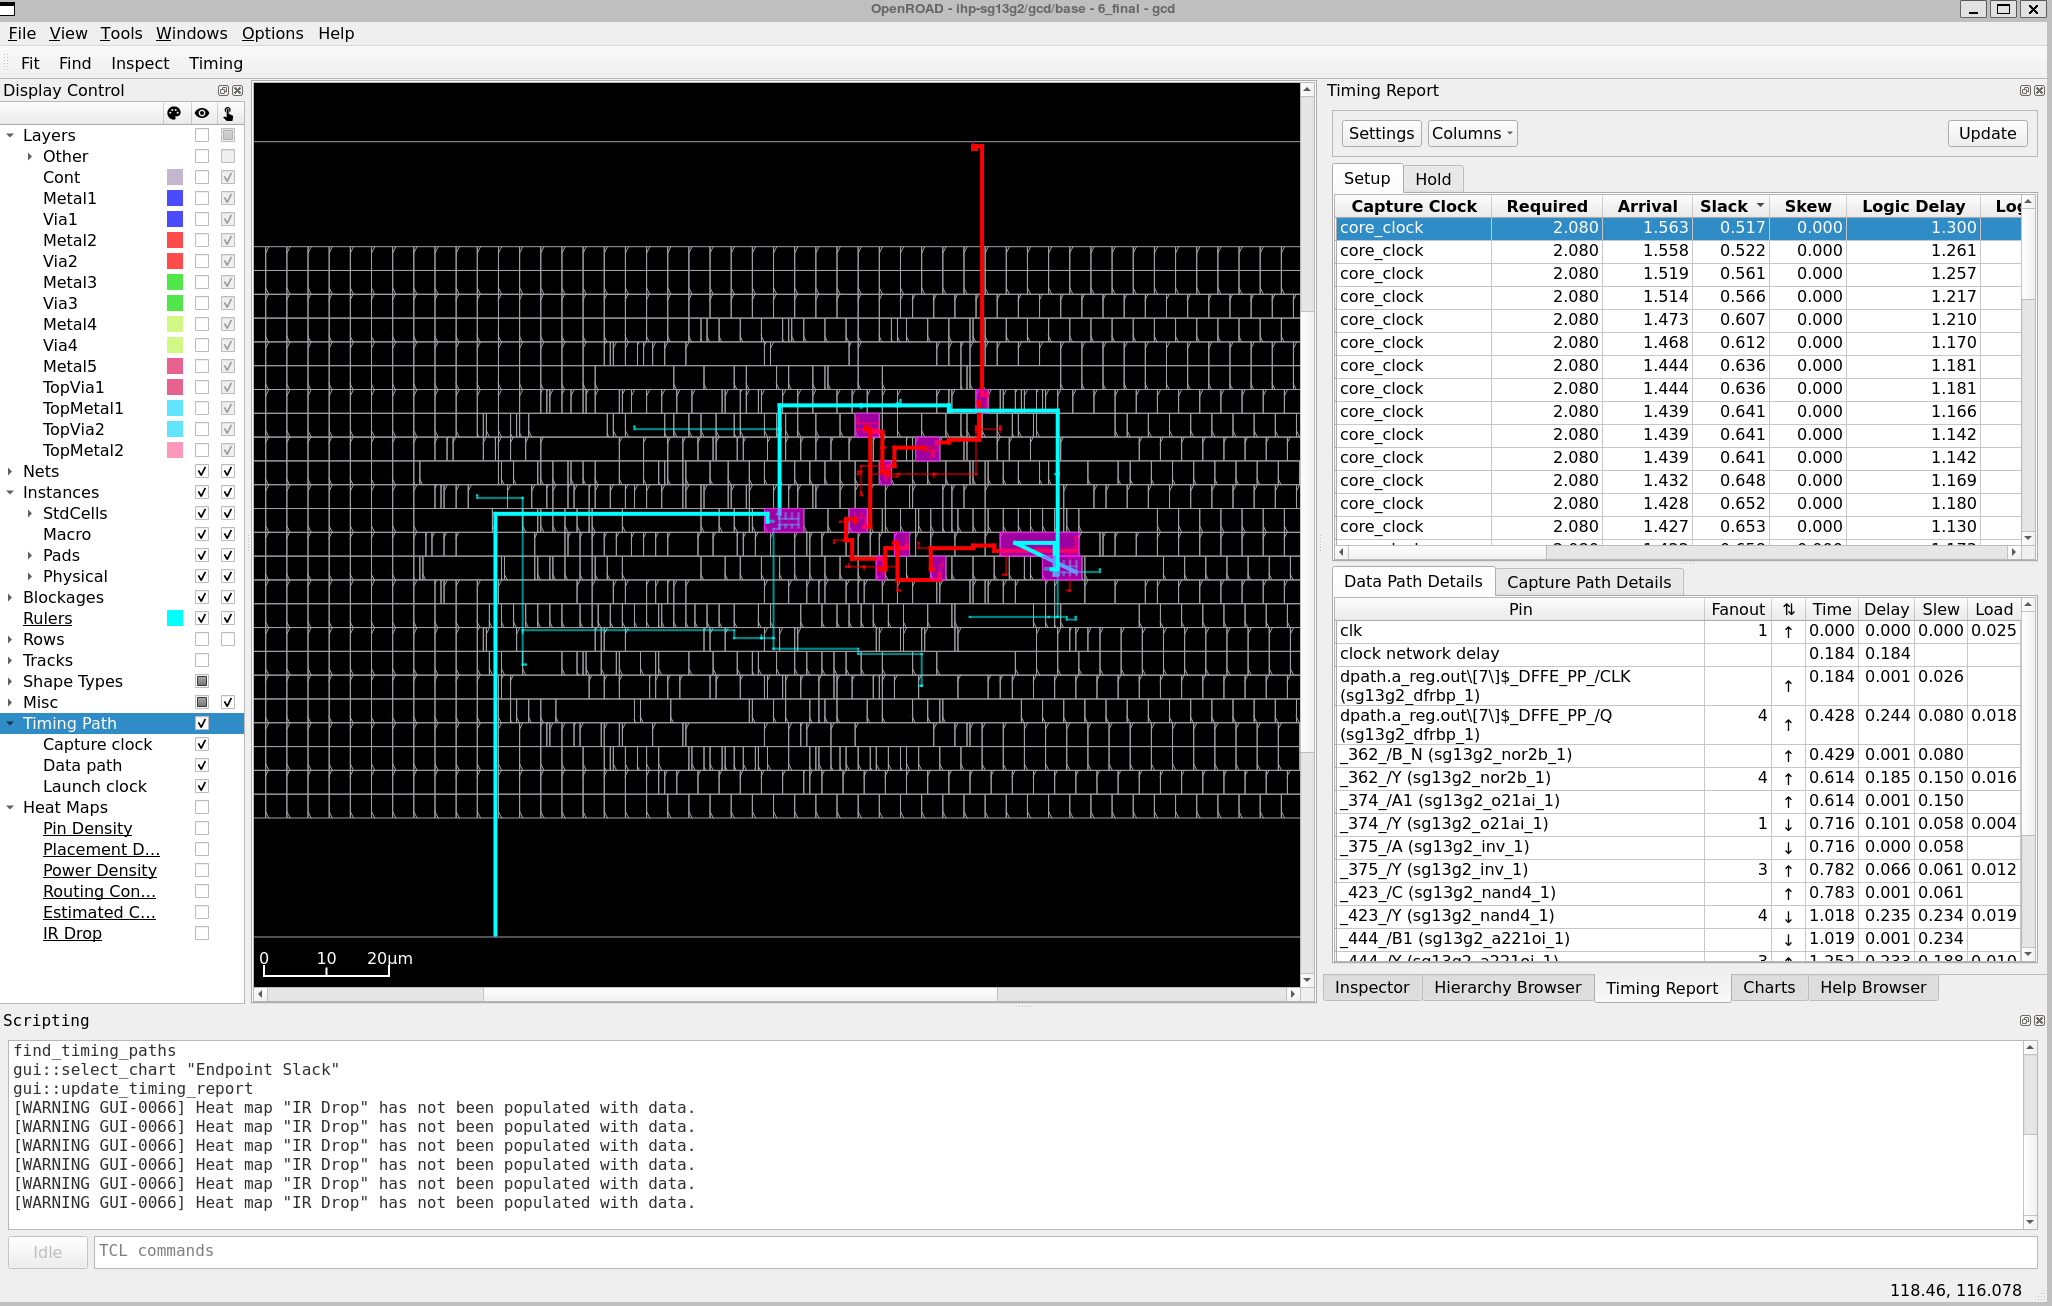 OpenROAD - ihp-sg13g2/gcd/base - 6_final - gcd
File View Tools Windows Options Help
Fit Find Inspect Timing
Display Control
Layers
Other
Cont
Metal1
Via1
Metal2
Via2
Metal3
Via3
Metal4
Via4
Metal5
TopVia1
TopMetal1
TopVia2
TopMetal2
Nets
Instances
StdCells
Macro
Pads
Physical
Blockages
Rulers
Rows
Tracks
Shape Types
Misc
Timing Path
Capture clock
Data path
Launch clock
Heat Maps
Pin Density
Placement D...
Power Density
Routing Con...
Estimated C...
IR Drop
0 10 20μm
Timing Report
Settings Columns Update
Setup Hold
Capture Clock Required Arrival Slack Skew Logic Delay Log
core_clock 2.080 1.563 0.517 0.000 1.300
core_clock 2.080 1.558 0.522 0.000 1.261
core_clock 2.080 1.519 0.561 0.000 1.257
core_clock 2.080 1.514 0.566 0.000 1.217
core_clock 2.080 1.473 0.607 0.000 1.210
core_clock 2.080 1.468 0.612 0.000 1.170
core_clock 2.080 1.444 0.636 0.000 1.181
core_clock 2.080 1.444 0.636 0.000 1.181
core_clock 2.080 1.439 0.641 0.000 1.166
core_clock 2.080 1.439 0.641 0.000 1.142
core_clock 2.080 1.439 0.641 0.000 1.142
core_clock 2.080 1.432 0.648 0.000 1.169
core_clock 2.080 1.428 0.652 0.000 1.180
core_clock 2.080 1.427 0.653 0.000 1.130
Data Path Details Capture Path Details
Pin Fanout ⇅ Time Delay Slew Load
clk 1 ↑ 0.000 0.000 0.000 0.025
clock network delay 0.184 0.184
dpath.a_reg.out\[7\]$_DFFE_PP_/CLK
(sg13g2_dfrbp_1) ↑ 0.184 0.001 0.026
dpath.a_reg.out\[7\]$_DFFE_PP_/Q
(sg13g2_dfrbp_1) 4 ↑ 0.428 0.244 0.080 0.018
_362_/B_N (sg13g2_nor2b_1) ↑ 0.429 0.001 0.080
_362_/Y (sg13g2_nor2b_1) 4 ↑ 0.614 0.185 0.150 0.016
_374_/A1 (sg13g2_o21ai_1) ↑ 0.614 0.001 0.150
_374_/Y (sg13g2_o21ai_1) 1 ↓ 0.716 0.101 0.058 0.004
_375_/A (sg13g2_inv_1) ↓ 0.716 0.000 0.058
_375_/Y (sg13g2_inv_1) 3 ↑ 0.782 0.066 0.061 0.012
_423_/C (sg13g2_nand4_1) ↑ 0.783 0.001 0.061
_423_/Y (sg13g2_nand4_1) 4 ↓ 1.018 0.235 0.234 0.019
_444_/B1 (sg13g2_a221oi_1) ↓ 1.019 0.001 0.234
Inspector Hierarchy Browser Timing Report Charts Help Browser
Scripting
find_timing_paths
gui::select_chart "Endpoint Slack"
gui::update_timing_report
[WARNING GUI-0066] Heat map "IR Drop" has not been populated with data.
[WARNING GUI-0066] Heat map "IR Drop" has not been populated with data.
[WARNING GUI-0066] Heat map "IR Drop" has not been populated with data.
[WARNING GUI-0066] Heat map "IR Drop" has not been populated with data.
[WARNING GUI-0066] Heat map "IR Drop" has not been populated with data.
[WARNING GUI-0066] Heat map "IR Drop" has not been populated with data.
Idle TCL commands
118.46, 116.078